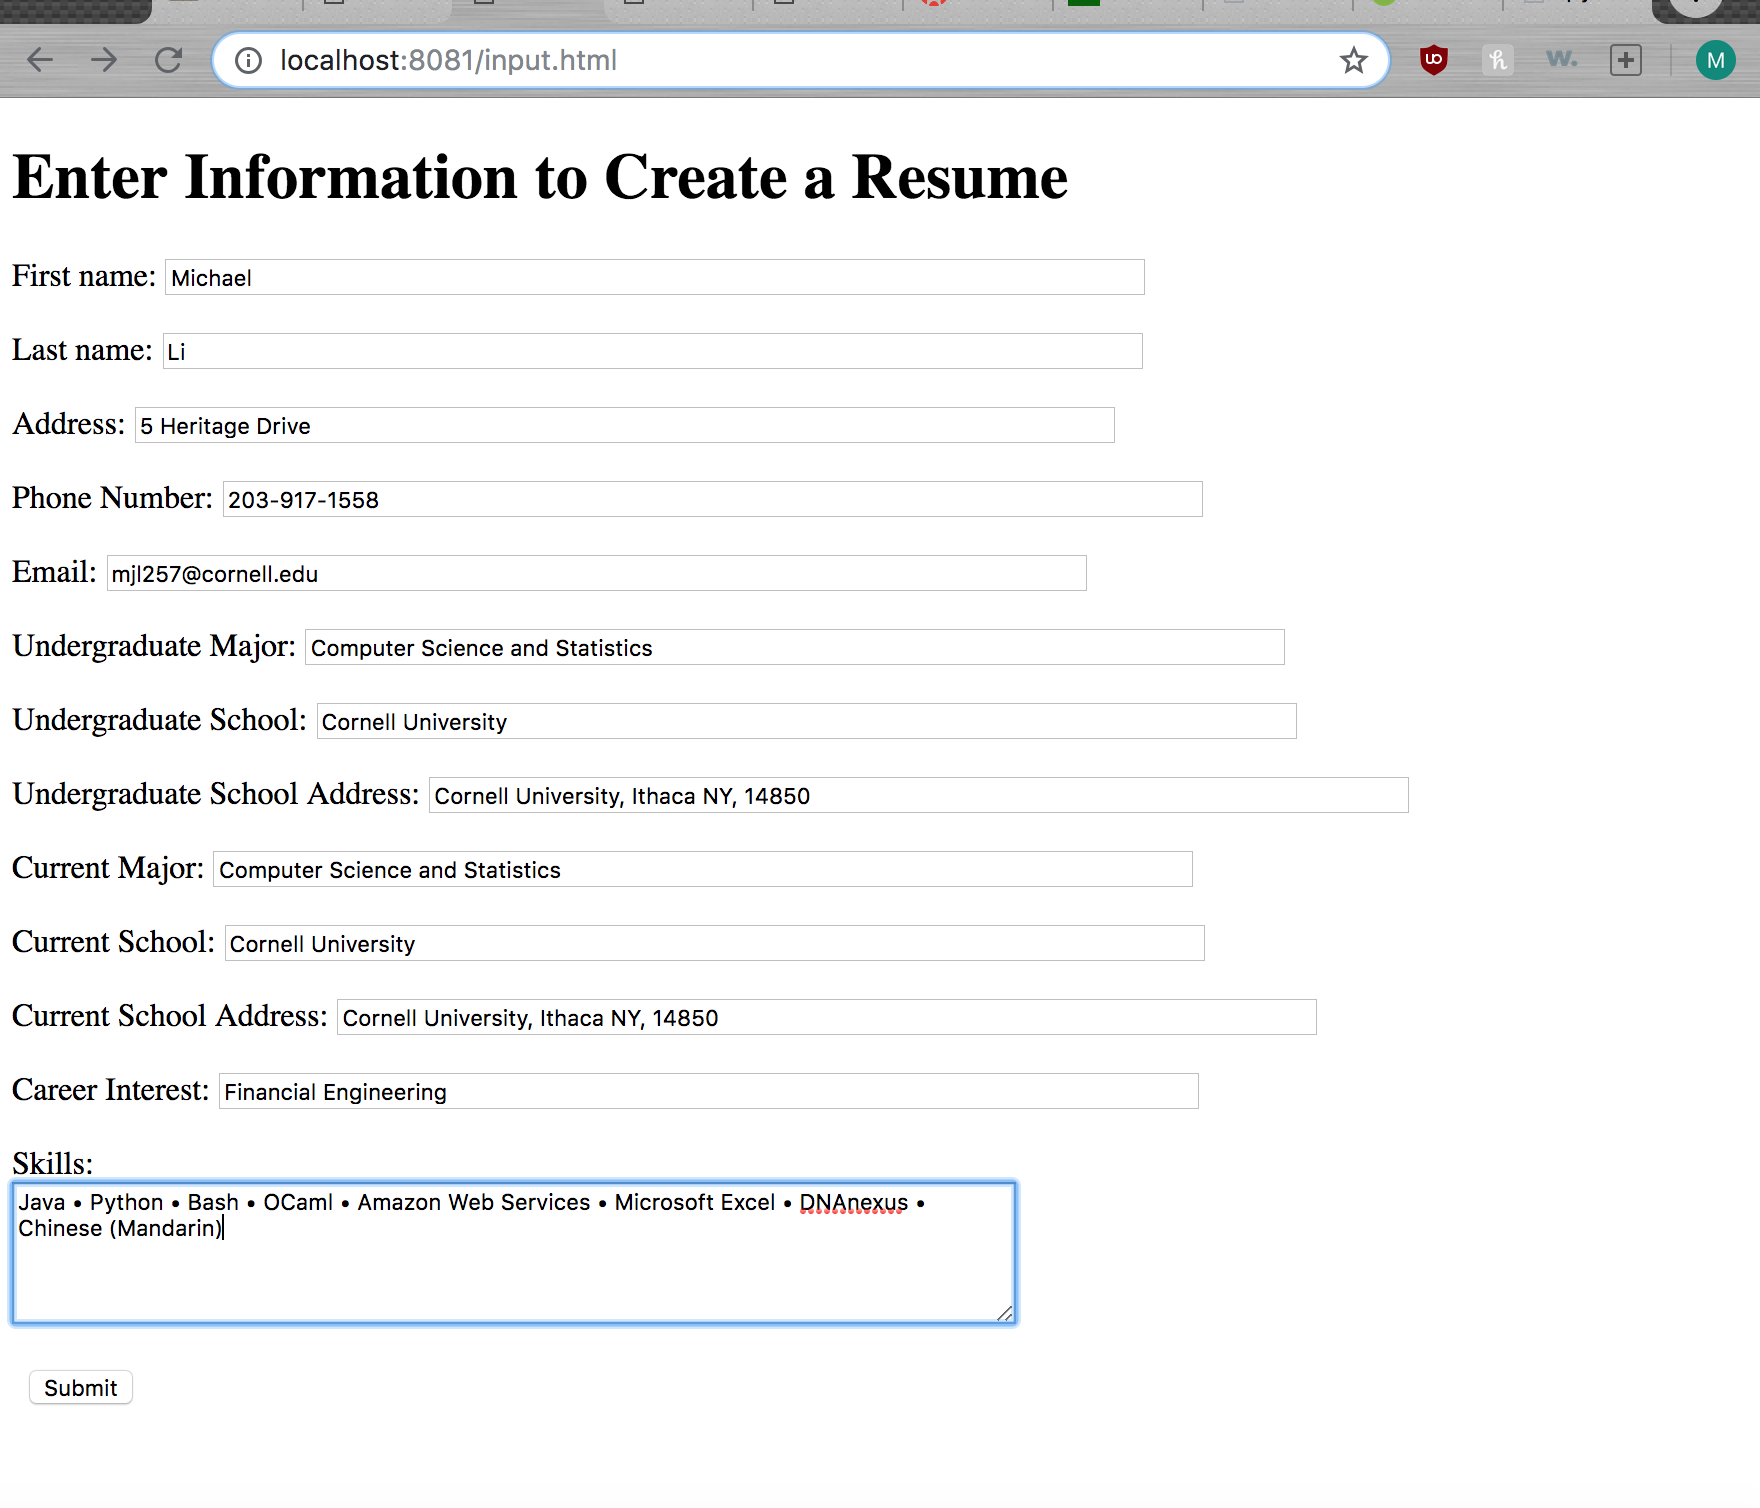 localhost:8081/input.html
M
Enter Information to Create a Resume
First name: Michael
Last name: Li
Address: 5 Heritage Drive
Phone Number: 203-917-1558
Email: mjl257@cornell.edu
Undergraduate Major: Computer Science and Statistics
Undergraduate School: Cornell University
Undergraduate School Address: Cornell University, Ithaca NY, 14850
Current Major: Computer Science and Statistics
Current School: Cornell University
Current School Address: Cornell University, Ithaca NY, 14850
Career Interest: Financial Engineering
Skills:
Java • Python • Bash • OCaml • Amazon Web Services • Microsoft Excel • DNAnexus •
Chinese (Mandarin)
Submit